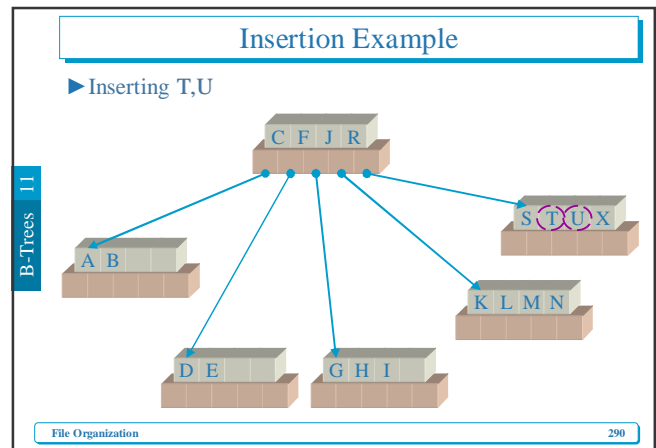 Insertion Example
►Inserting T,U
C F J R
B-Trees 11
S T U X
A B
K L M N
D E
G H I
File Organization 290